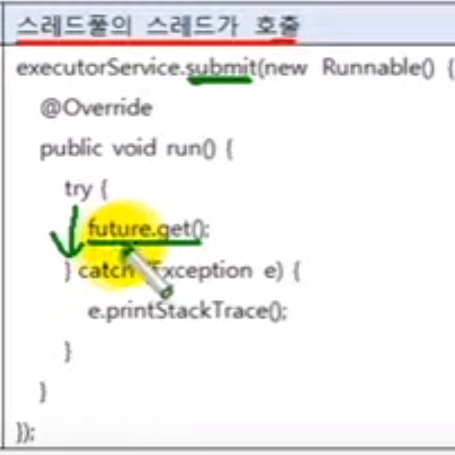 스레드풀의 스레드가 호출
executorService.submit(new Runnable() {
@Override
public void run() {
try {
future.get();
} catch Exception e) {
e.printStackTrace();
}
}
});